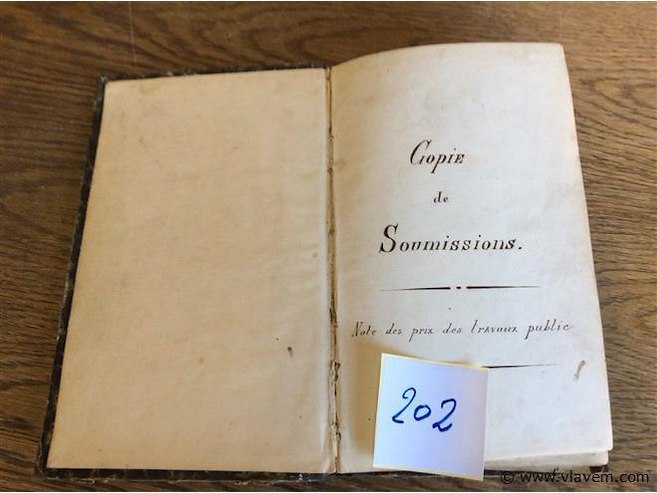 Copie
de
Soumissions.
Note des prix des Travaux public
202
© www.vlavem.com